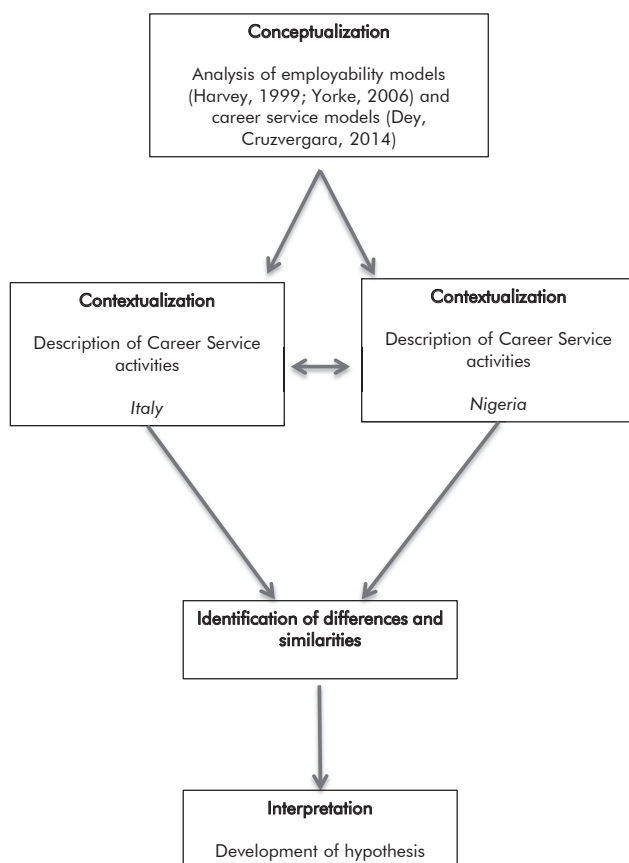 Conceptualization
Analysis of employability models
(Harvey, 1999; Yorke, 2006) and
career service models (Dey,
Cruzvergara, 2014)
Contextualization
Description of Career Service
activities
Italy
Contextualization
Description of Career Service
activities
Nigeria
Identification of differences and
similarities
Interpretation
Development of hypothesis